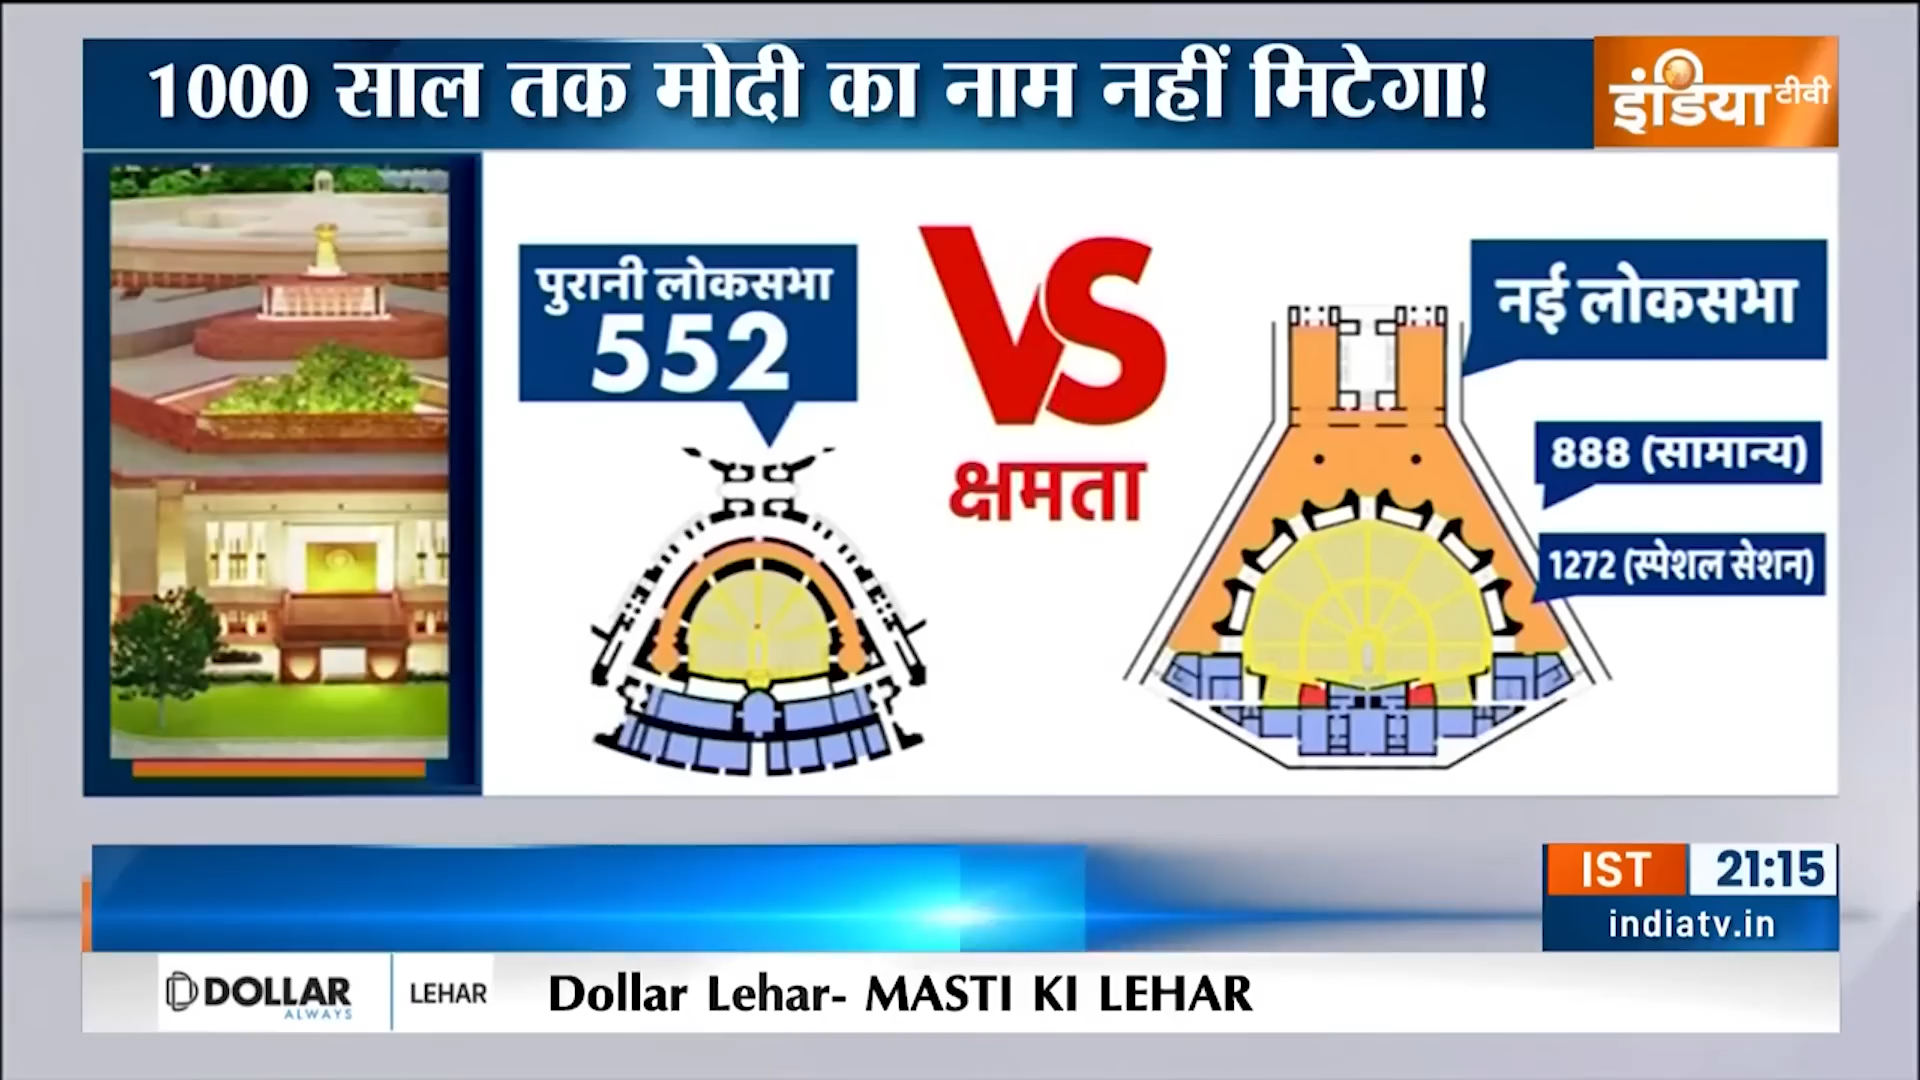 1000 साल तक मोदी का नाम नहीं मिटेगा!
इंडिया टीवी
पुरानी लोकसभा
552
VS
क्षमता
नई लोकसभा
888 (सामान्य)
1272 (स्पेशल सेशन)
IST 21:15
indiatv.in
DOLLAR
ALWAYS
LEHAR
Dollar Lehar- MASTI KI LEHAR